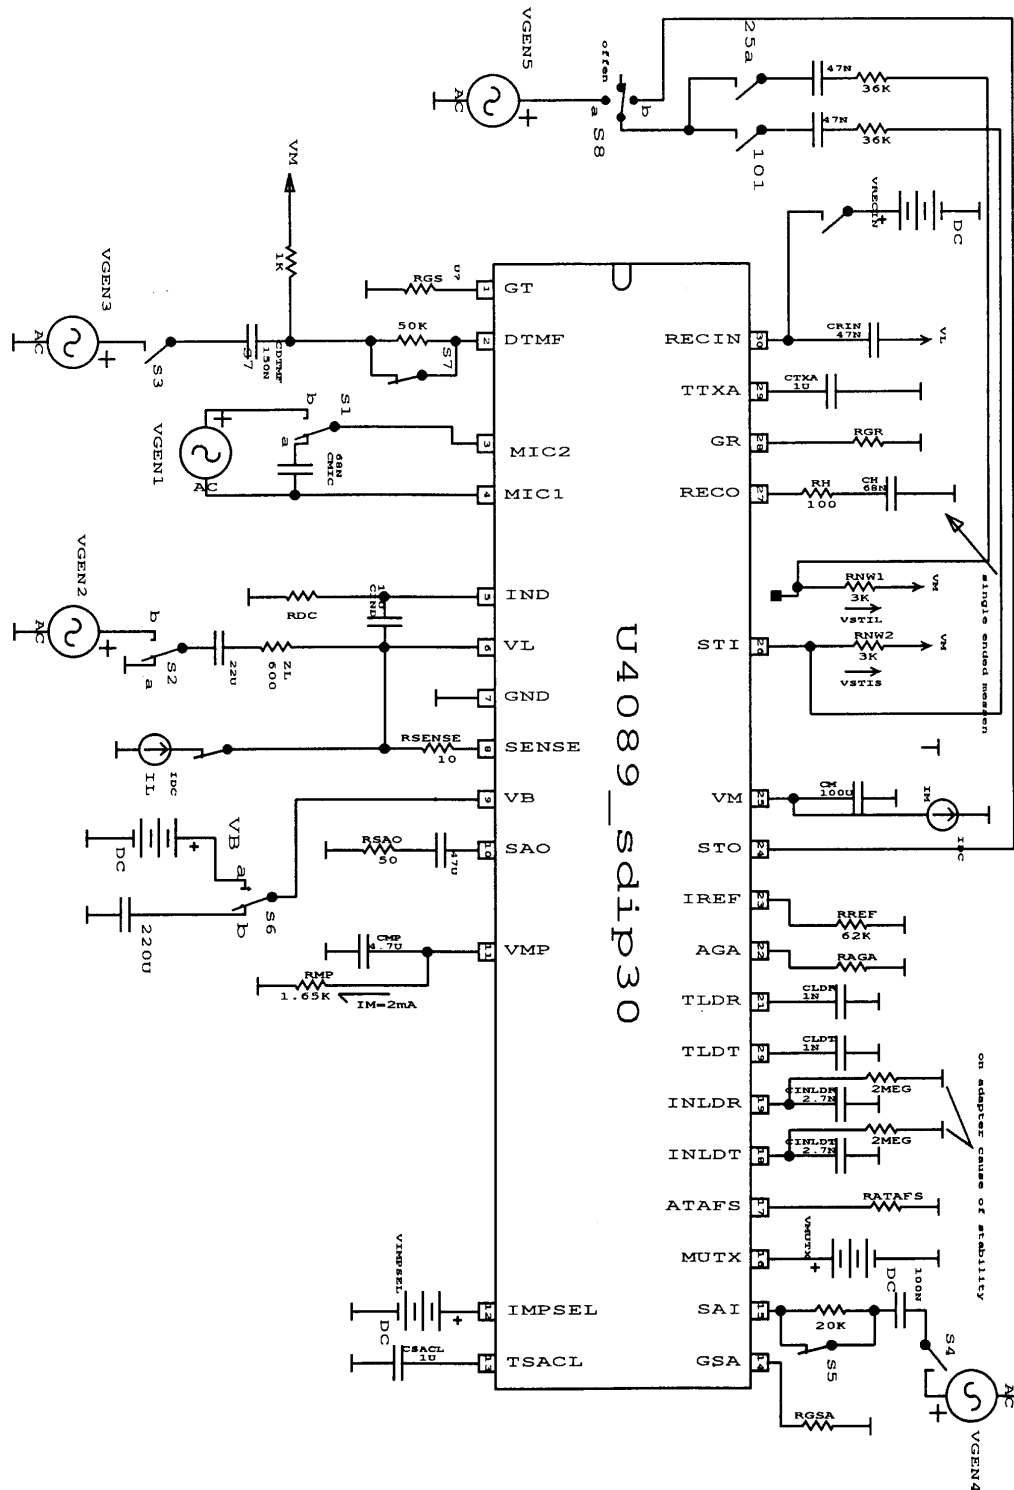 VGEN5
AC
+
offen
a
b
S8
25a
47N
36K
47N
36K
101
VM
1K
VRECIN
+
DC
VGEN3
AC
+
S3
S7
CDTMF
150N
RGS
U?
1
GT
50K
2
DTMF
S7
RECIN
30
CRIN
47N
VL
TTXA
29
CTXA
1U
GR
28
RGR
RECO
27
RH
100
CH
68N
S1
b
a
68N
CMIC
VGEN1
AC
+
3
MIC2
4
MIC1
single ended messen
RNW1
3K
VM
VSTIL
STI
26
RNW2
3K
VM
VSTIS
VGEN2
AC
+
b
a
S2
22U
ZL
600
RDC
CIND
5
IND
6
VL
7
GND
RSENSE
10
8
SENSE
IL
IDC
U4089_sdip30
T
VM
25
CM
100U
IM
IDC
STO
24
9
VB
VB
DC
+
a
b
S6
220U
RSAO
50
47U
10
SAO
IREF
23
RREF
62K
CMP
4.7U
11
VMP
RMP
1.65K
IM-2mA
AGA
22
RAGA
TLDR
21
CLDR
1N
TLDT
20
CLDT
1N
INLDR
19
CINLDR
2.7N
2MEG
INLDT
18
CINLDT
2.7N
2MEG
on adapter cause of stability
ATAFS
17
RATAFS
MUTX
16
VMUTX
+
DC
VIMPSEL
DC
+
12
IMPSEL
CSACL
1U
13
TSACL
SAI
15
20K
S5
100N
S4
AC
+
VGEN4
GSA
14
RGSA